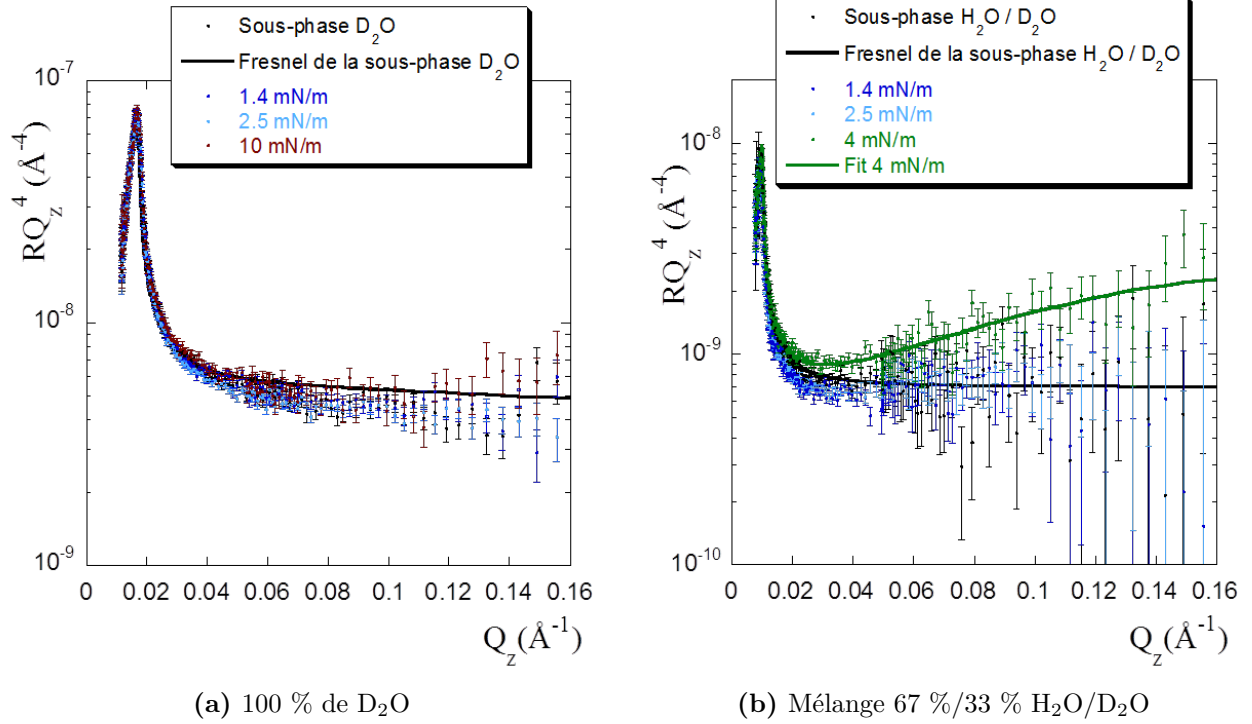 Sous-phase D₂O
Fresnel de la sous-phase D₂O
1.4 mN/m
2.5 mN/m
10 mN/m
10⁻⁷
10⁻⁸
10⁻⁹
RQ_z⁴ (Å⁻⁴)
0 0.02 0.04 0.06 0.08 0.1 0.12 0.14 0.16
Q_z(Å⁻¹)
(a) 100 % de D₂O
Sous-phase H₂O / D₂O
Fresnel de la sous-phase H₂O / D₂O
1.4 mN/m
2.5 mN/m
4 mN/m
Fit 4 mN/m
10⁻⁸
10⁻⁹
10⁻¹⁰
RQ_z⁴ (Å⁻⁴)
0 0.02 0.04 0.06 0.08 0.1 0.12 0.14 0.16
Q_z(Å⁻¹)
(b) Mélange 67 %/33 % H₂O/D₂O